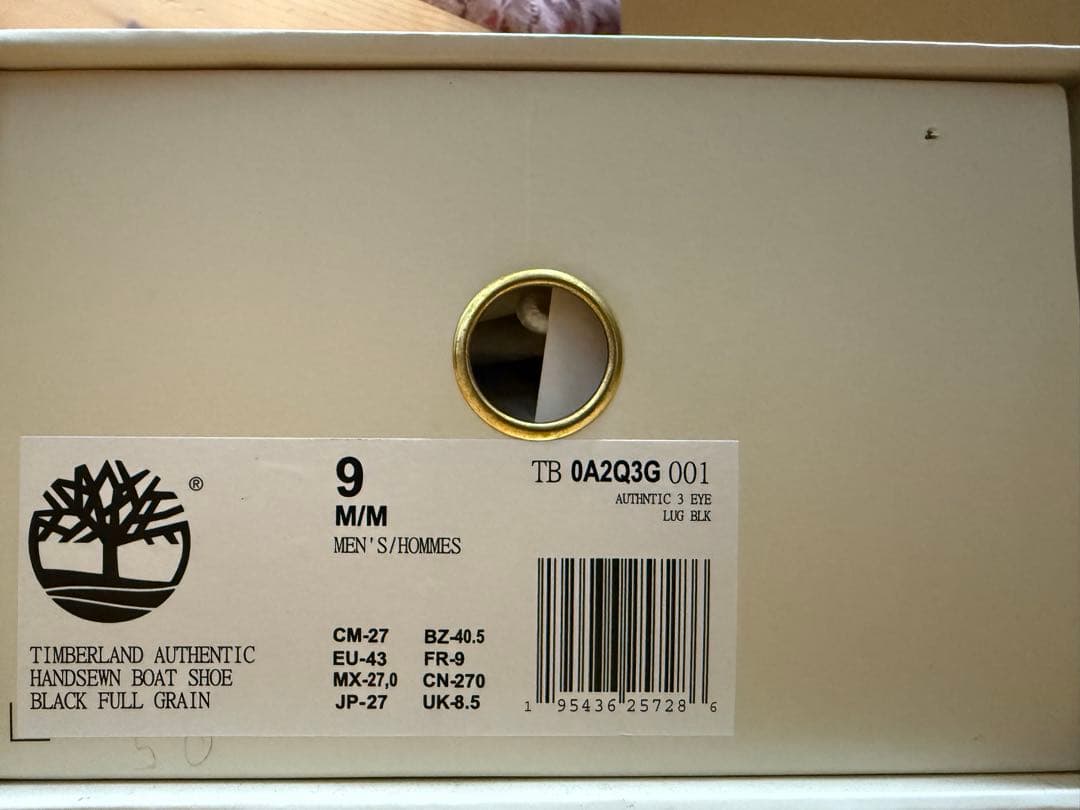 ®
9
M/M
MEN'S/HOMMES
TB 0A2Q3G 001
AUTHNTIC 3 EYE
LUG BLK
TIMBERLAND AUTHENTIC
HANDSEWN BOAT SHOE
BLACK FULL GRAIN
CM-27 BZ-40.5
EU-43 FR-9
MX-27,0 CN-270
JP-27 UK-8.5
1 95436 25728 6
50